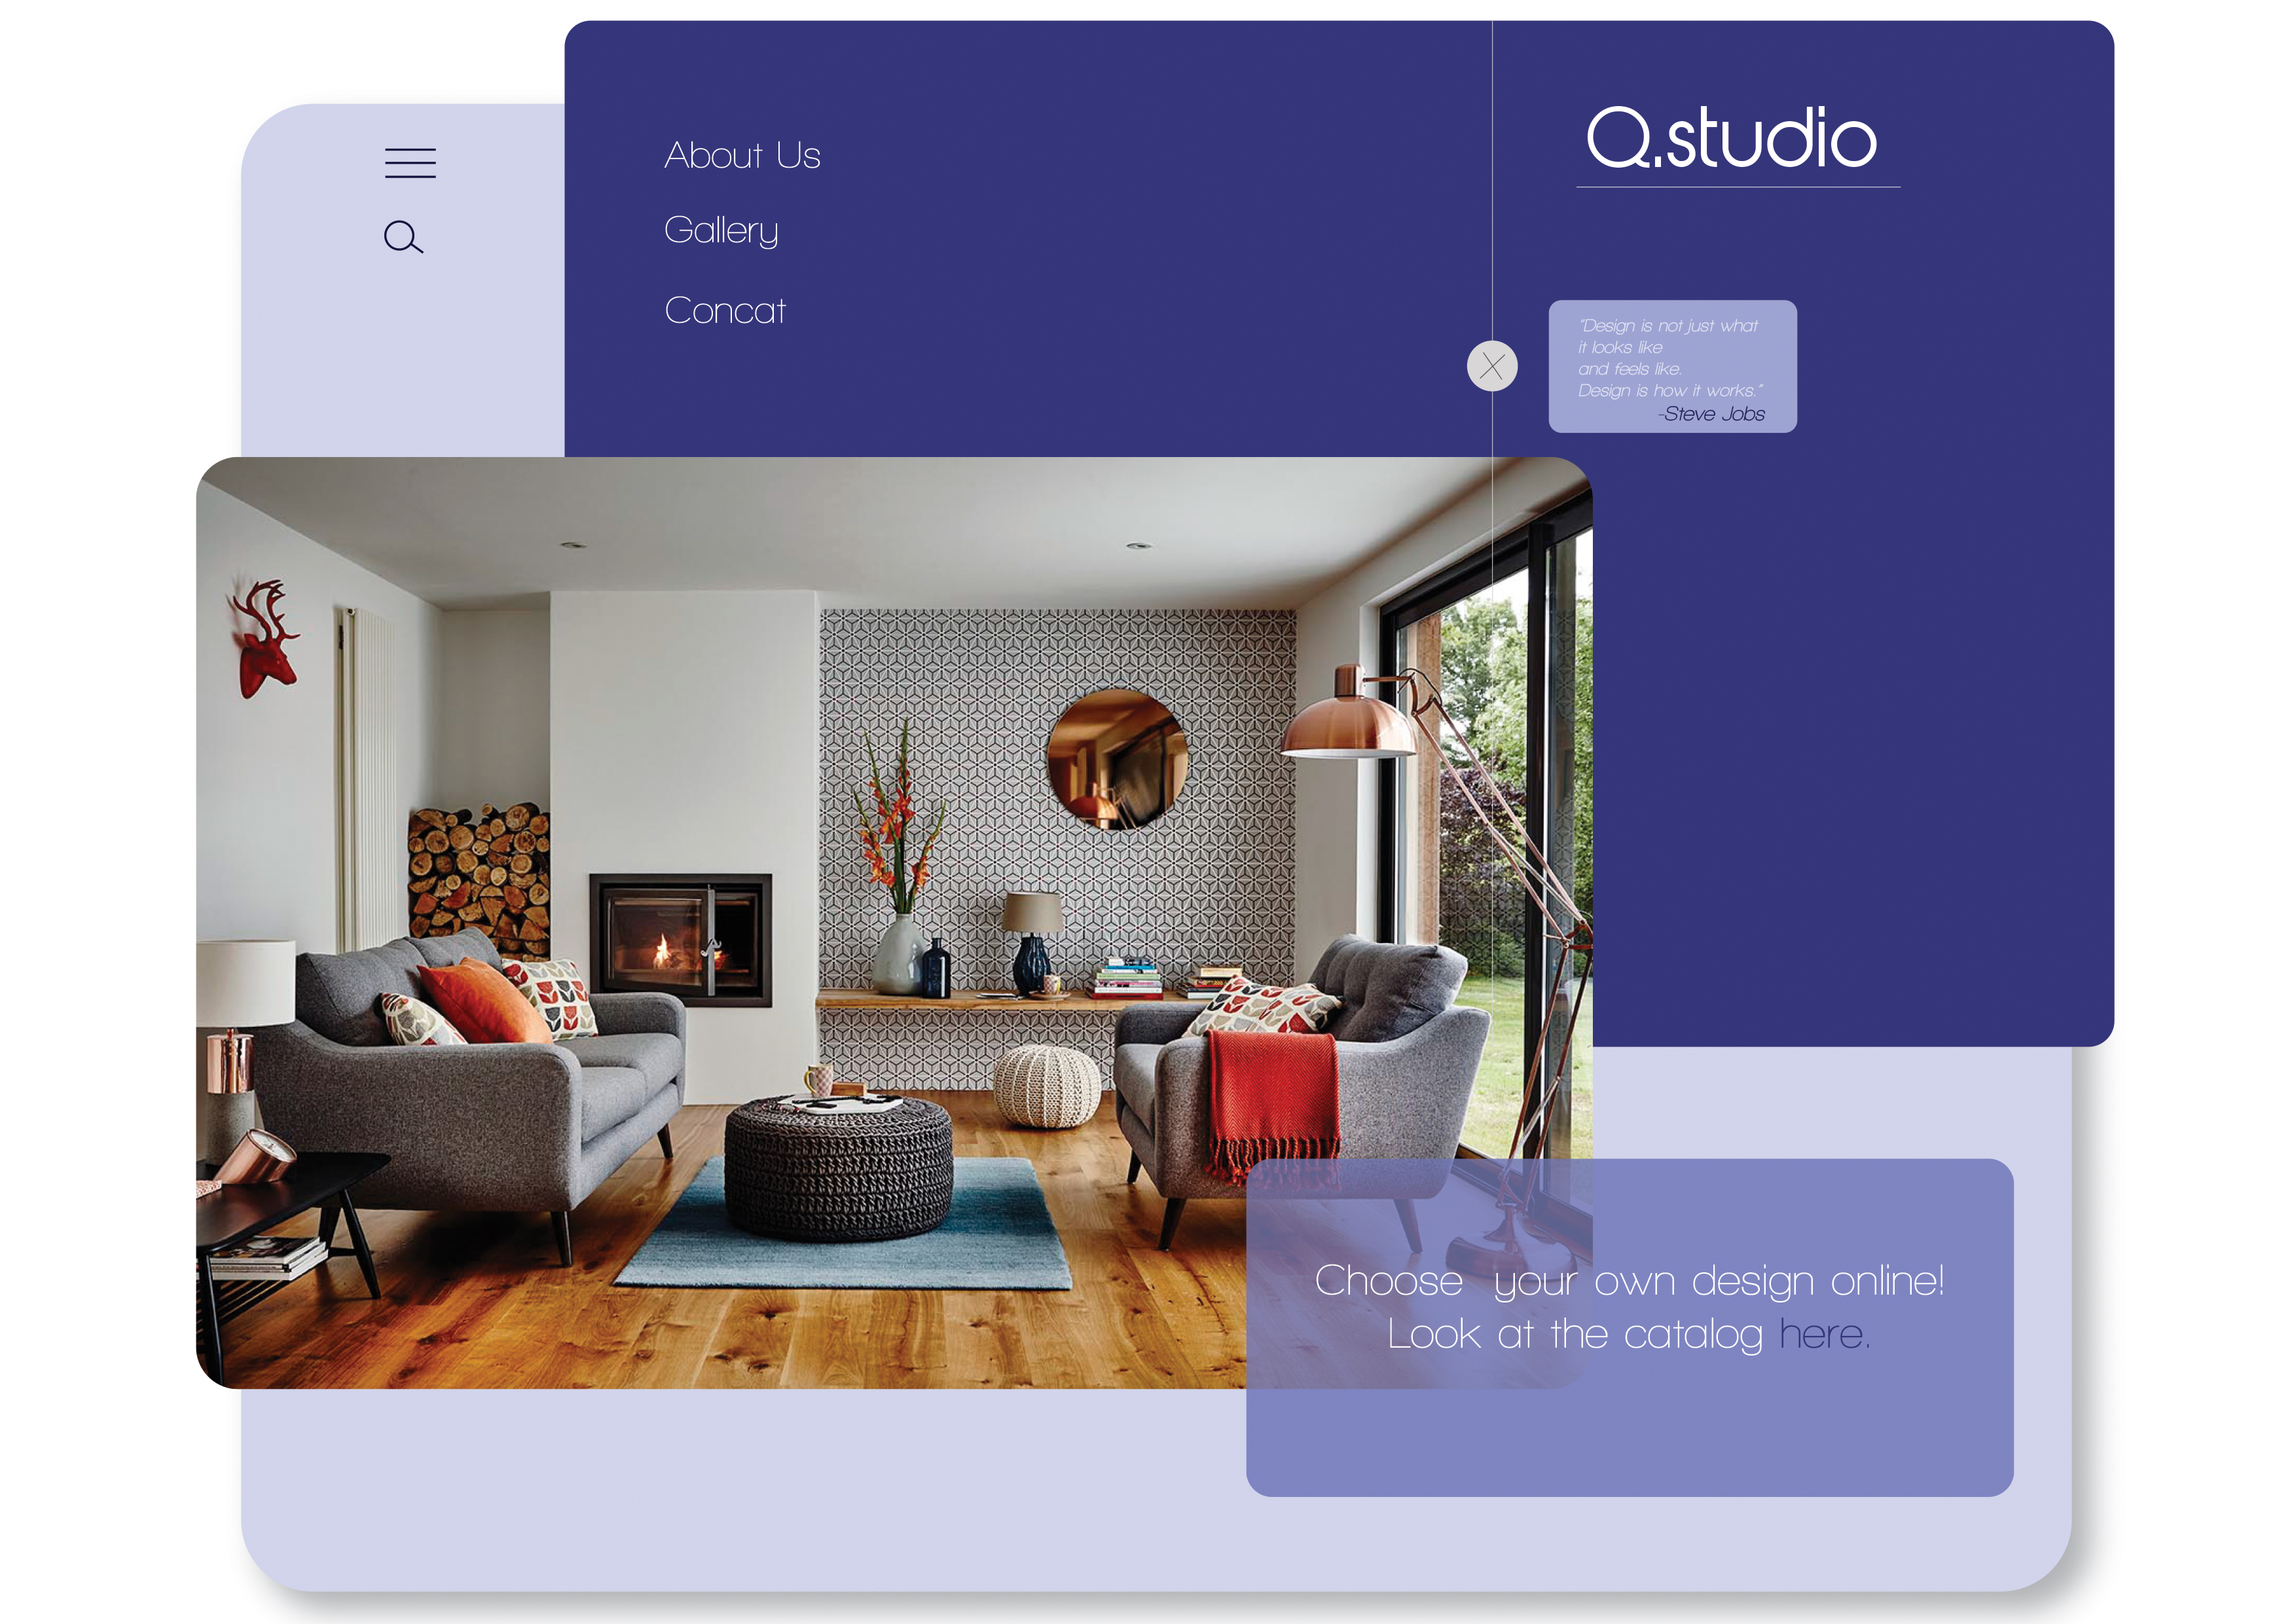 Q.studio
About Us
Gallery
Concat
"Design is not just what
it looks like
and feels like.
Design is how it works."
-Steve Jobs
Choose your own design online!
Look at the catalog here.